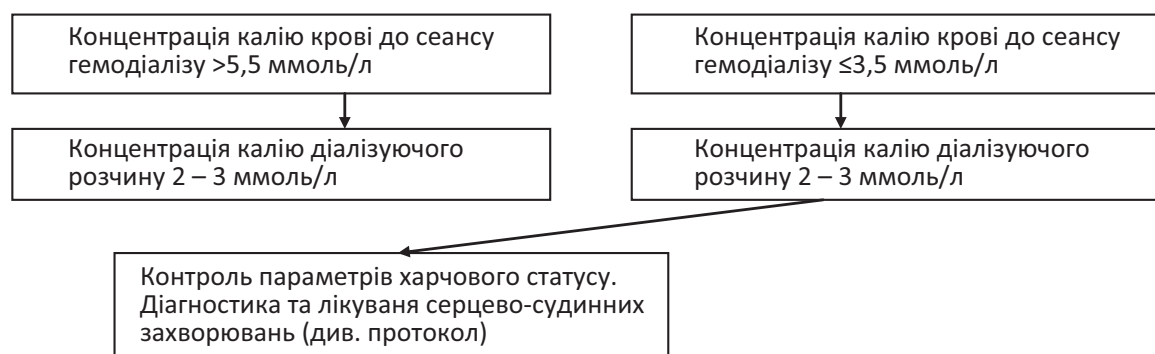 Концентрація калію крові до сеансу
гемодіалізу >5,5 ммоль/л
Концентрація калію крові до сеансу
гемодіалізу ≤3,5 ммоль/л
Концентрація калію діалізуючого
розчину 2 – 3 ммоль/л
Концентрація калію діалізуючого
розчину 2 – 3 ммоль/л
Контроль параметрів харчового статусу.
Діагностика та лікуваня серцево-судинних
захворювань (див. протокол)